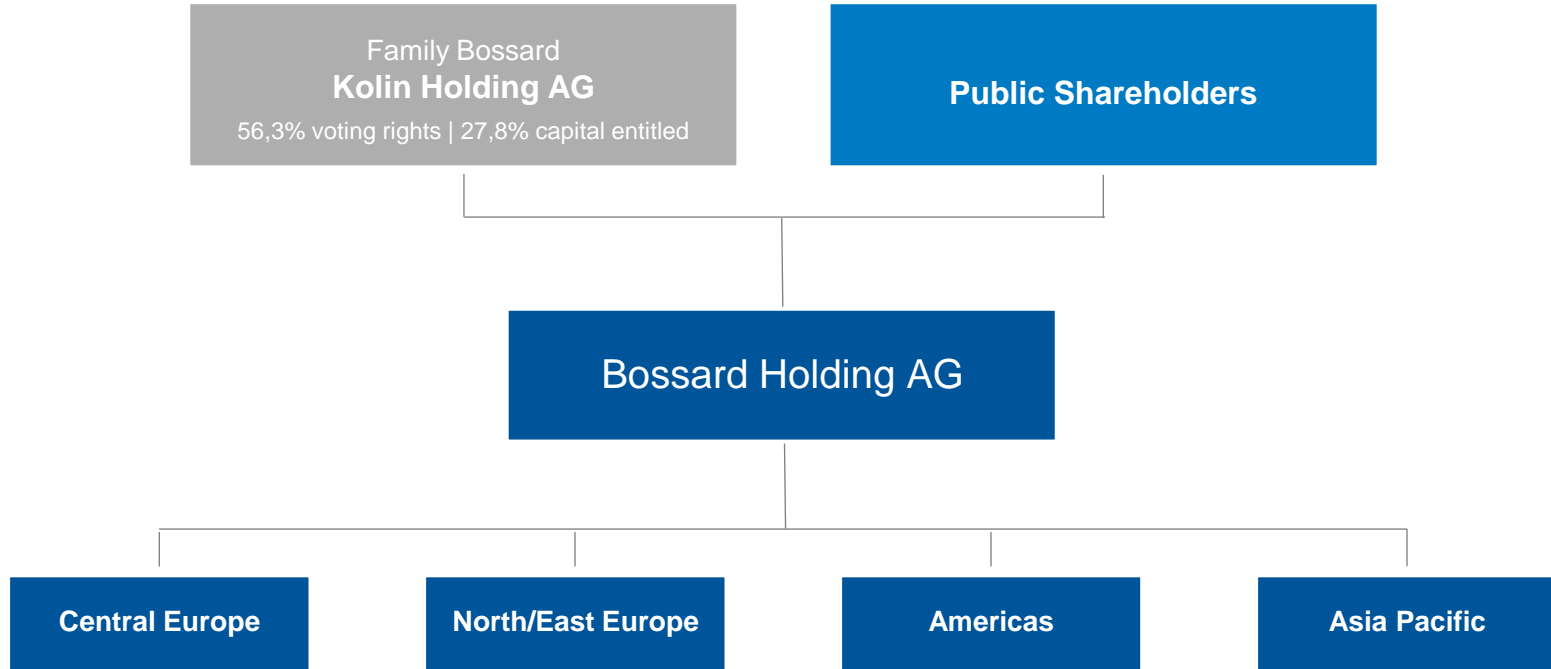 Family Bossard
Kolin Holding AG
56,3% voting rights | 27,8% capital entitled
Public Shareholders
Bossard Holding AG
Central Europe
North/East Europe
Americas
Asia Pacific